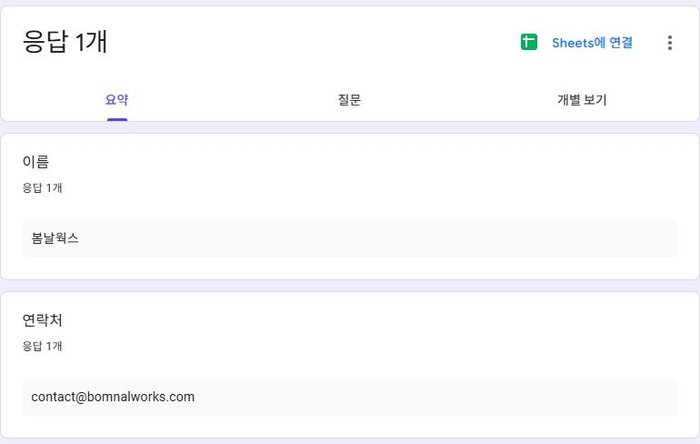 응답 1개
Sheets에 연결
요약
질문
개별 보기
이름
응답 1개
봄날웍스
연락처
응답 1개
contact@bomnalworks.com